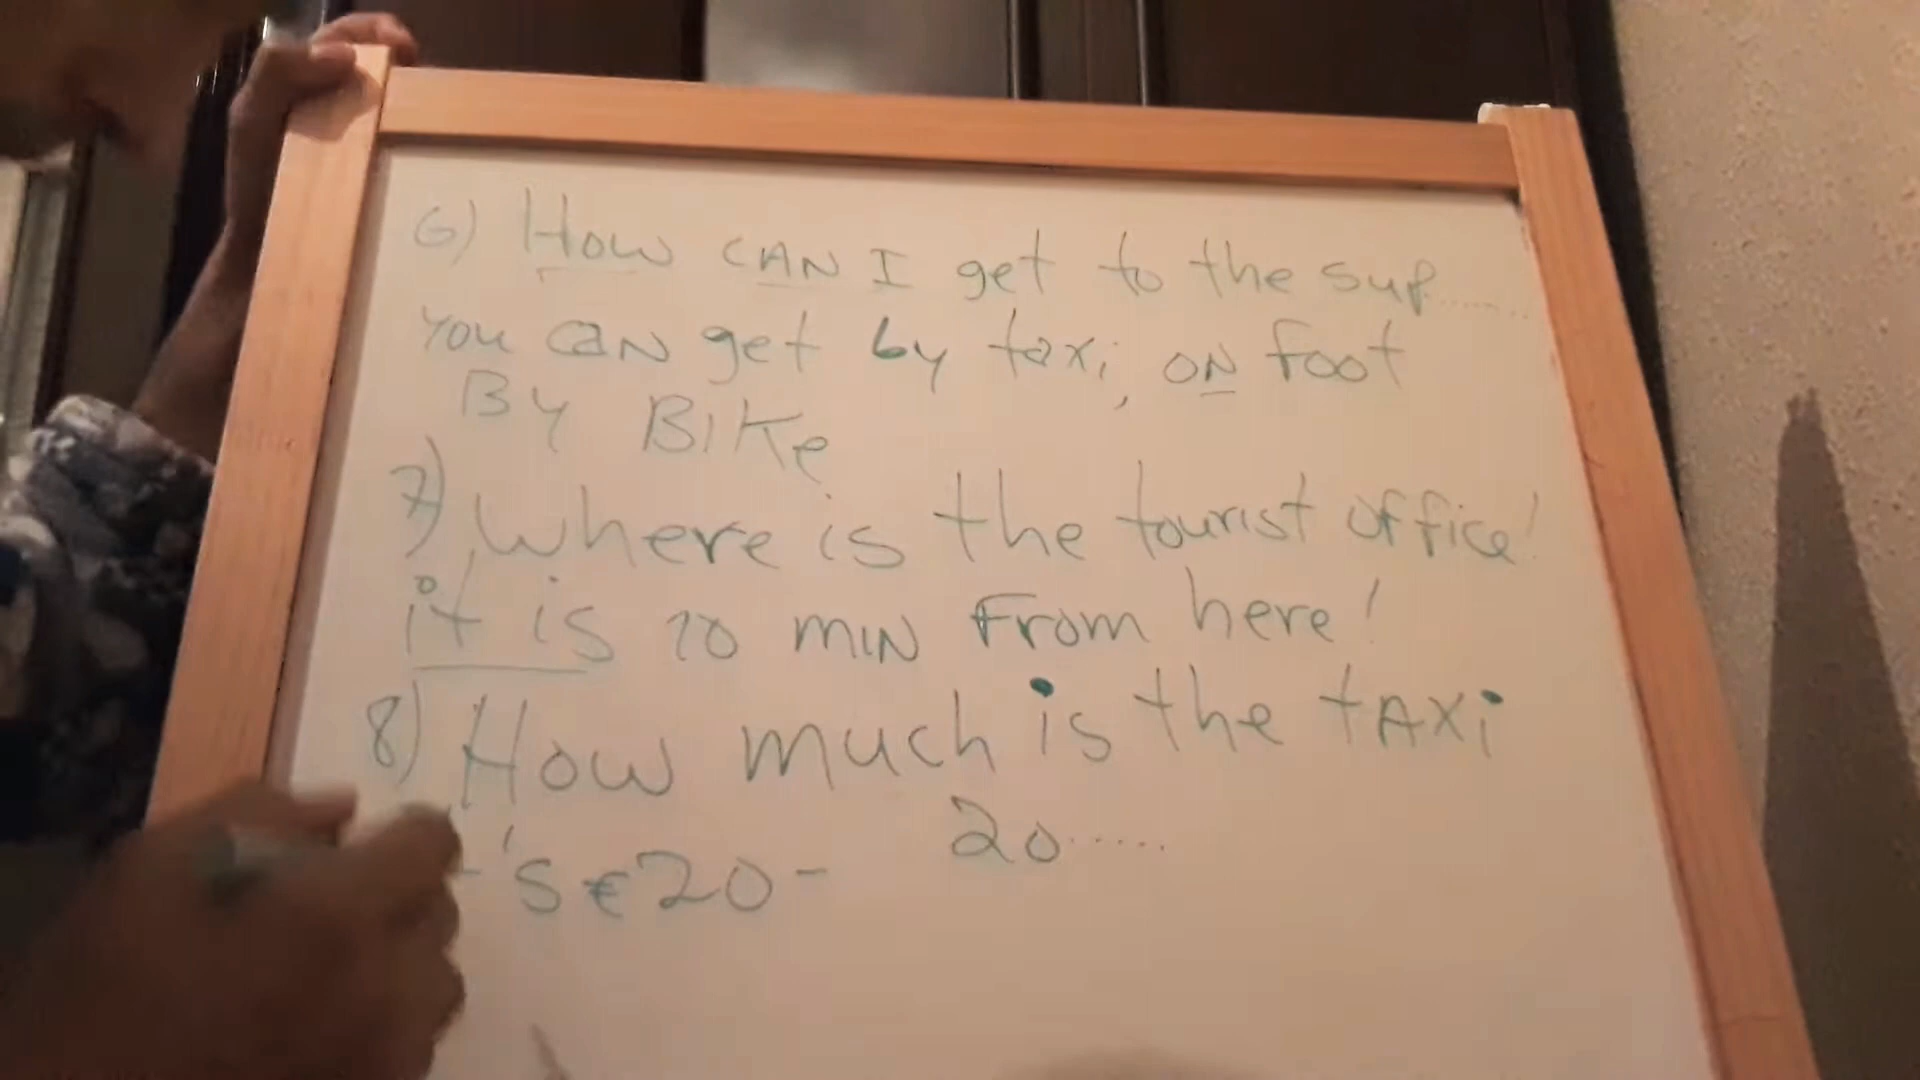 6) How CAN I get to the sup......
You can get by taxi, on foot
By Bike
7) Where is the tourist office!
it is 10 min From here!
8) How much is the tAxi
20.....
's €20-